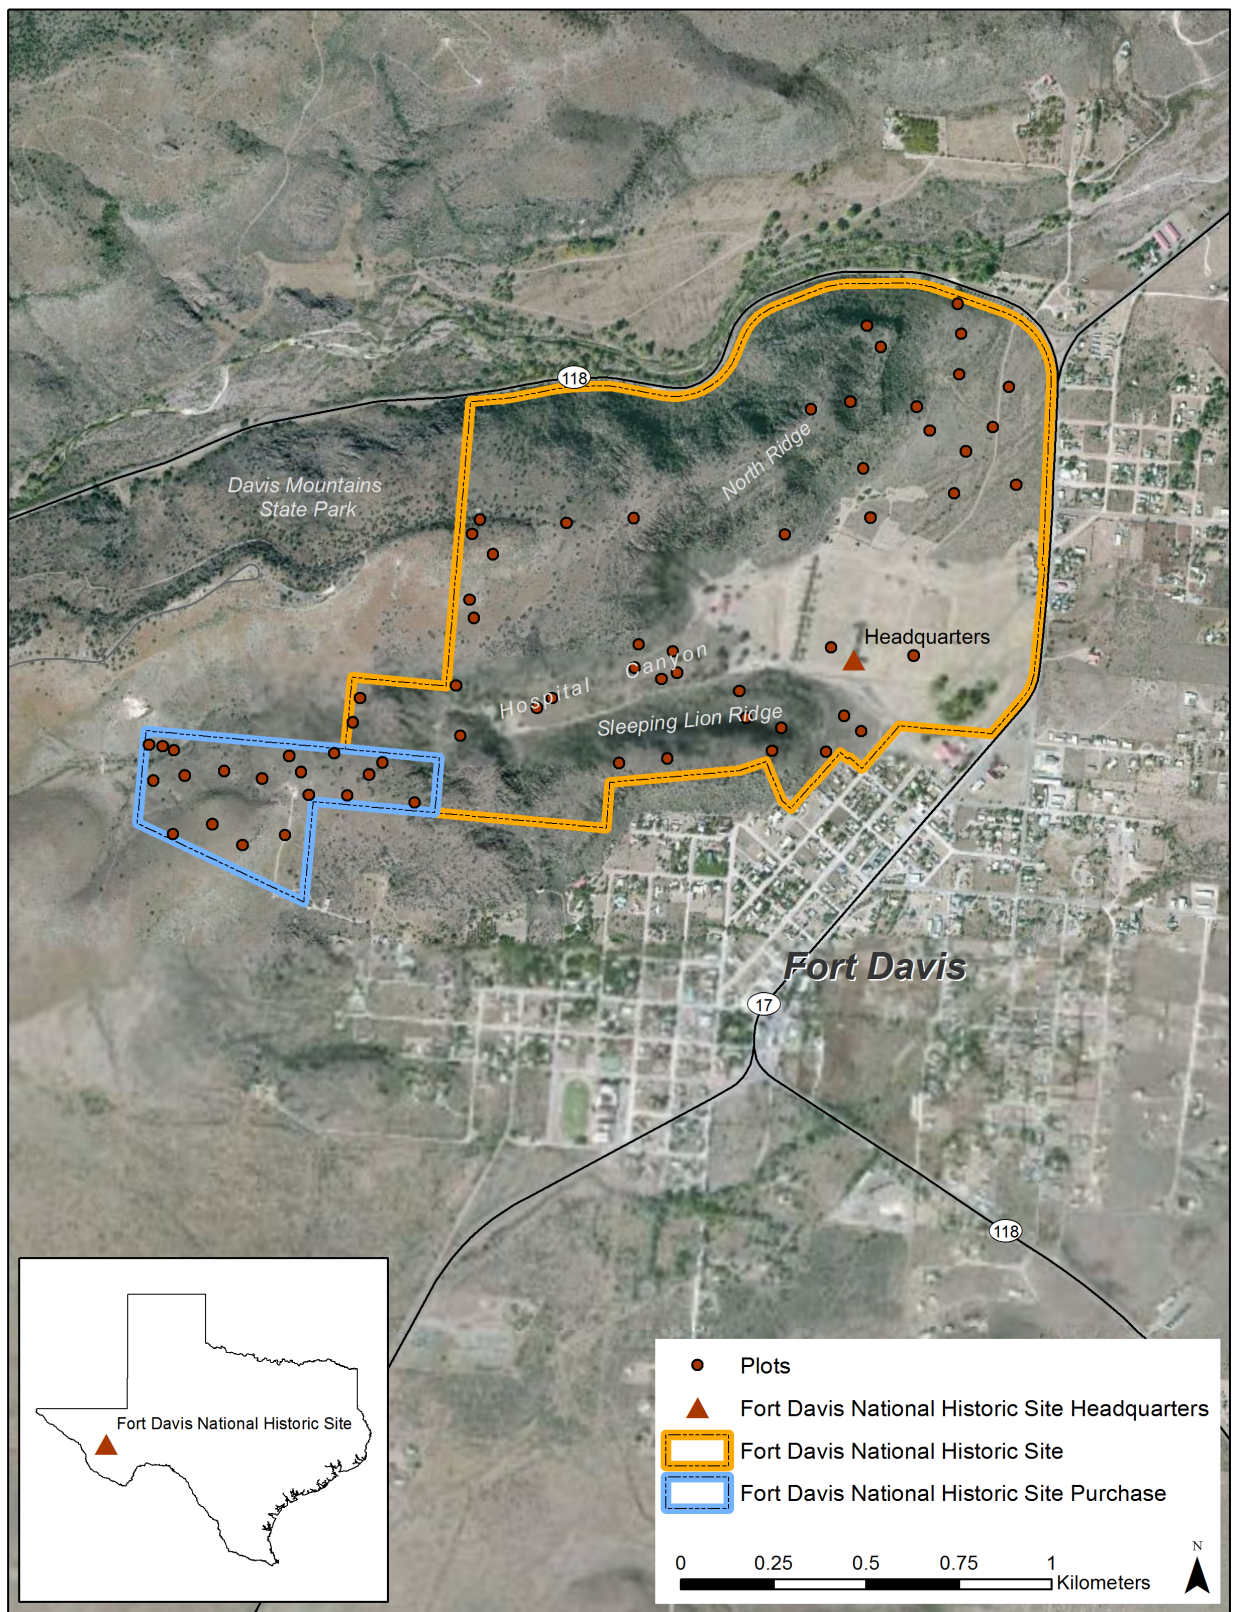 118
North Ridge
Davis Mountains
State Park
Headquarters
Hospital Canyon
Sleeping Lion Ridge
Fort Davis
17
118
Fort Davis National Historic Site
Plots
Fort Davis National Historic Site Headquarters
Fort Davis National Historic Site
Fort Davis National Historic Site Purchase
0 0.25 0.5 0.75 1
Kilometers
N